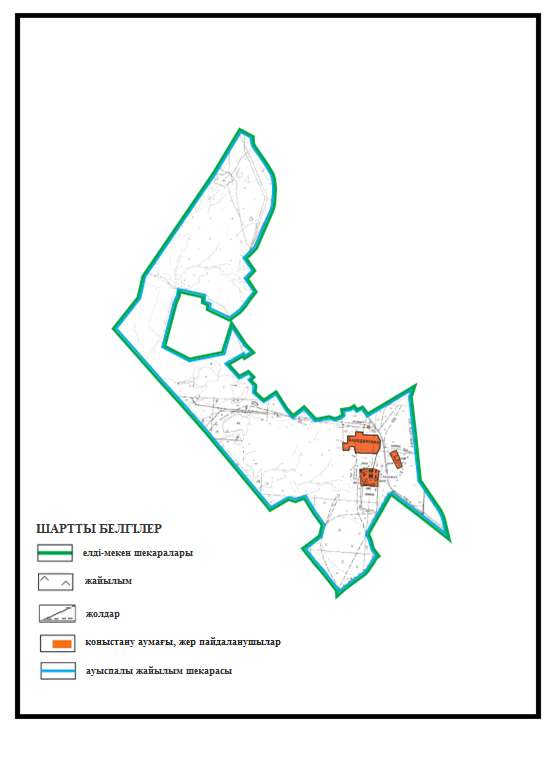 ШАРТТЫ БЕЛГІЛЕР
елді-мекен шекаралары
жайылым
жолдар
қоныстану аумағы, жер пайдаланушылар
ауыспалы жайылым шекарасы